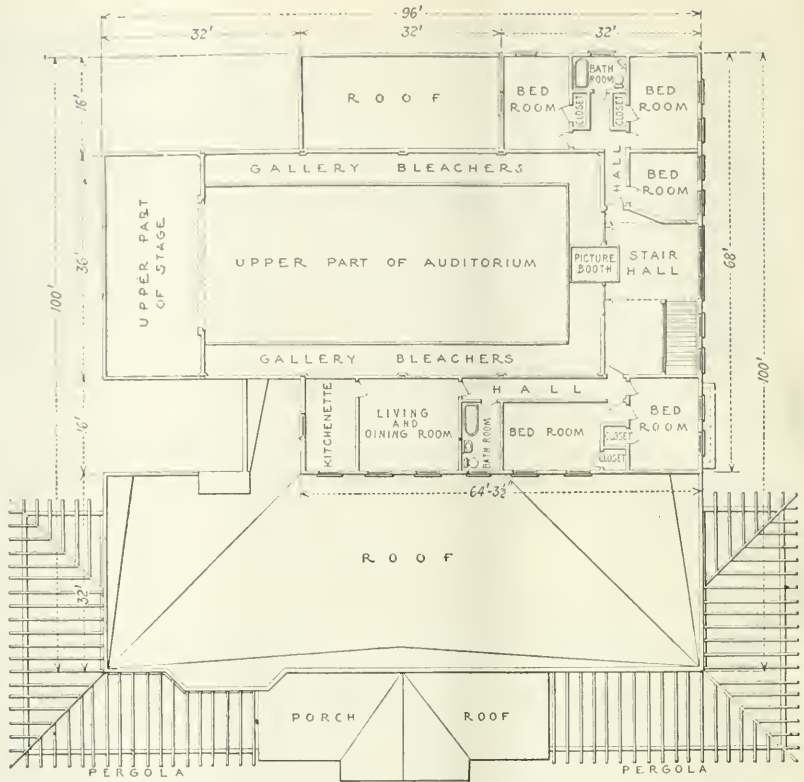 96'
32'
32'
32'
16'
ROOF
BED
ROOM
BATH
ROOM
CLOSET
CLOSET
BED
ROOM
GALLERY BLEACHERS
HALL
BED
ROOM
100'
36'
UPPER PART
OF STAGE
UPPER PART OF AUDITORIUM
PICTURE
BOOTH
STAIR
HALL
68'
100'
GALLERY BLEACHERS
16'
KITCHENETTE
LIVING
AND
DINING ROOM
HALL
BATH ROOM
BED ROOM
CLOSET
CLOSET
BED
ROOM
64'-3½"
32'
ROOF
PORCH ROOF
PERGOLA
PERGOLA